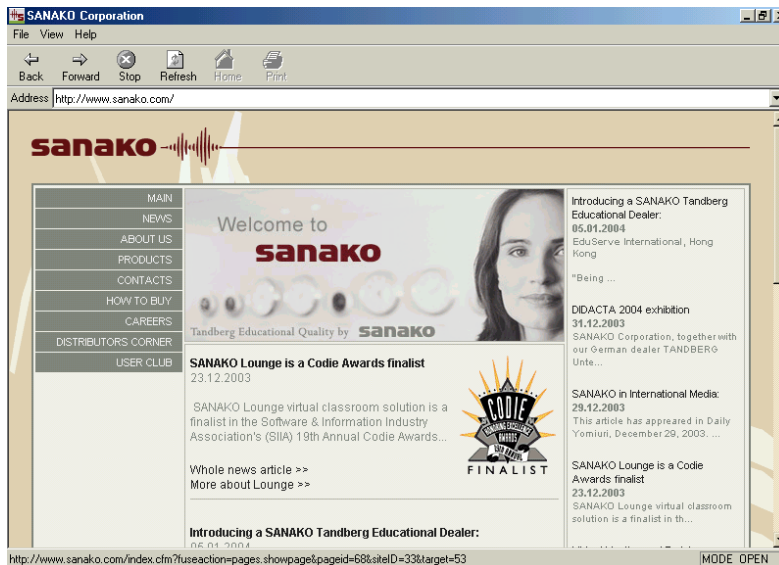 SANAKO Corporation
File View Help
Back Forward Stop Refresh Home Print
Address http://www.sanako.com/
sanako
MAIN
NEWS
ABOUT US
PRODUCTS
CONTACTS
HOW TO BUY
CAREERS
DISTRIBUTORS CORNER
USER CLUB
Welcome to
sanako
Tandberg Educational Quality by sanako
SANAKO Lounge is a Codie Awards finalist
23.12.2003
SANAKO Lounge virtual classroom solution is a
finalist in the Software & Information Industry
Association's (SIIA) 19th Annual Codie Awards...
Whole news article >>
More about Lounge >>
CODIE
HONORING EXCELLENCE
AWARDS
19TH ANNUAL
FINALIST
Introducing a SANAKO Tandberg Educational Dealer:
05.01.2004
Introducing a SANAKO Tandberg
Educational Dealer:
05.01.2004
EduServe International, Hong
Kong
"Being ...
DIDACTA 2004 exhibition
31.12.2003
SANAKO Corporation, together with
our German dealer TANDBERG
Unte...
SANAKO in International Media:
29.12.2003
This article has appreared in Daily
Yomiuri, December 29, 2003. ...
SANAKO Lounge is a Codie
Awards finalist
23.12.2003
SANAKO Lounge virtual classroom
solution is a finalist in th...
http://www.sanako.com/index.cfm?fuseaction=pages.showpage&pageid=68&siteID=33&target=53
MODE OPEN